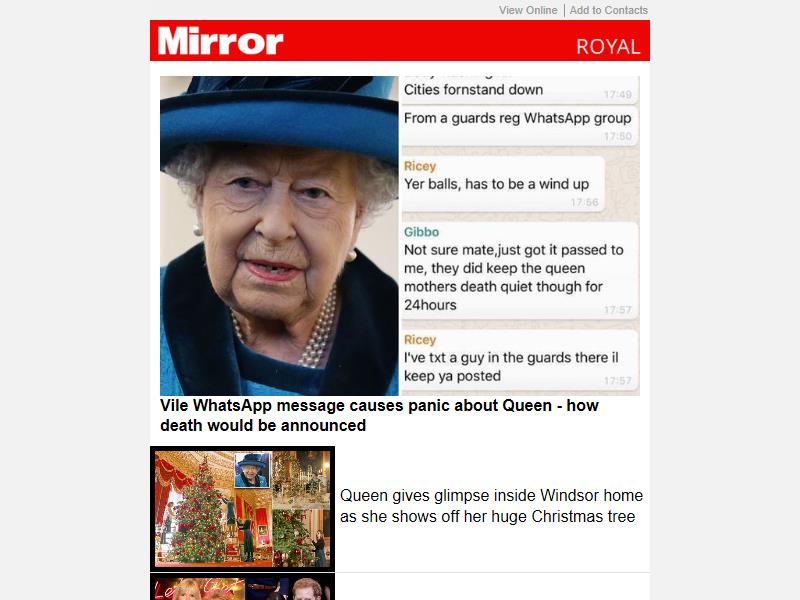 View Online | Add to Contacts
Mirror
ROYAL
Cities fornstand down
17:49
From a guards reg WhatsApp group
17:50
Ricey
Yer balls, has to be a wind up
17:56
Gibbo
Not sure mate,just got it passed to
me, they did keep the queen
mothers death quiet though for
24hours
17:57
Ricey
I've txt a guy in the guards there il
keep ya posted
17:57
Vile WhatsApp message causes panic about Queen - how
death would be announced
Queen gives glimpse inside Windsor home
as she shows off her huge Christmas tree